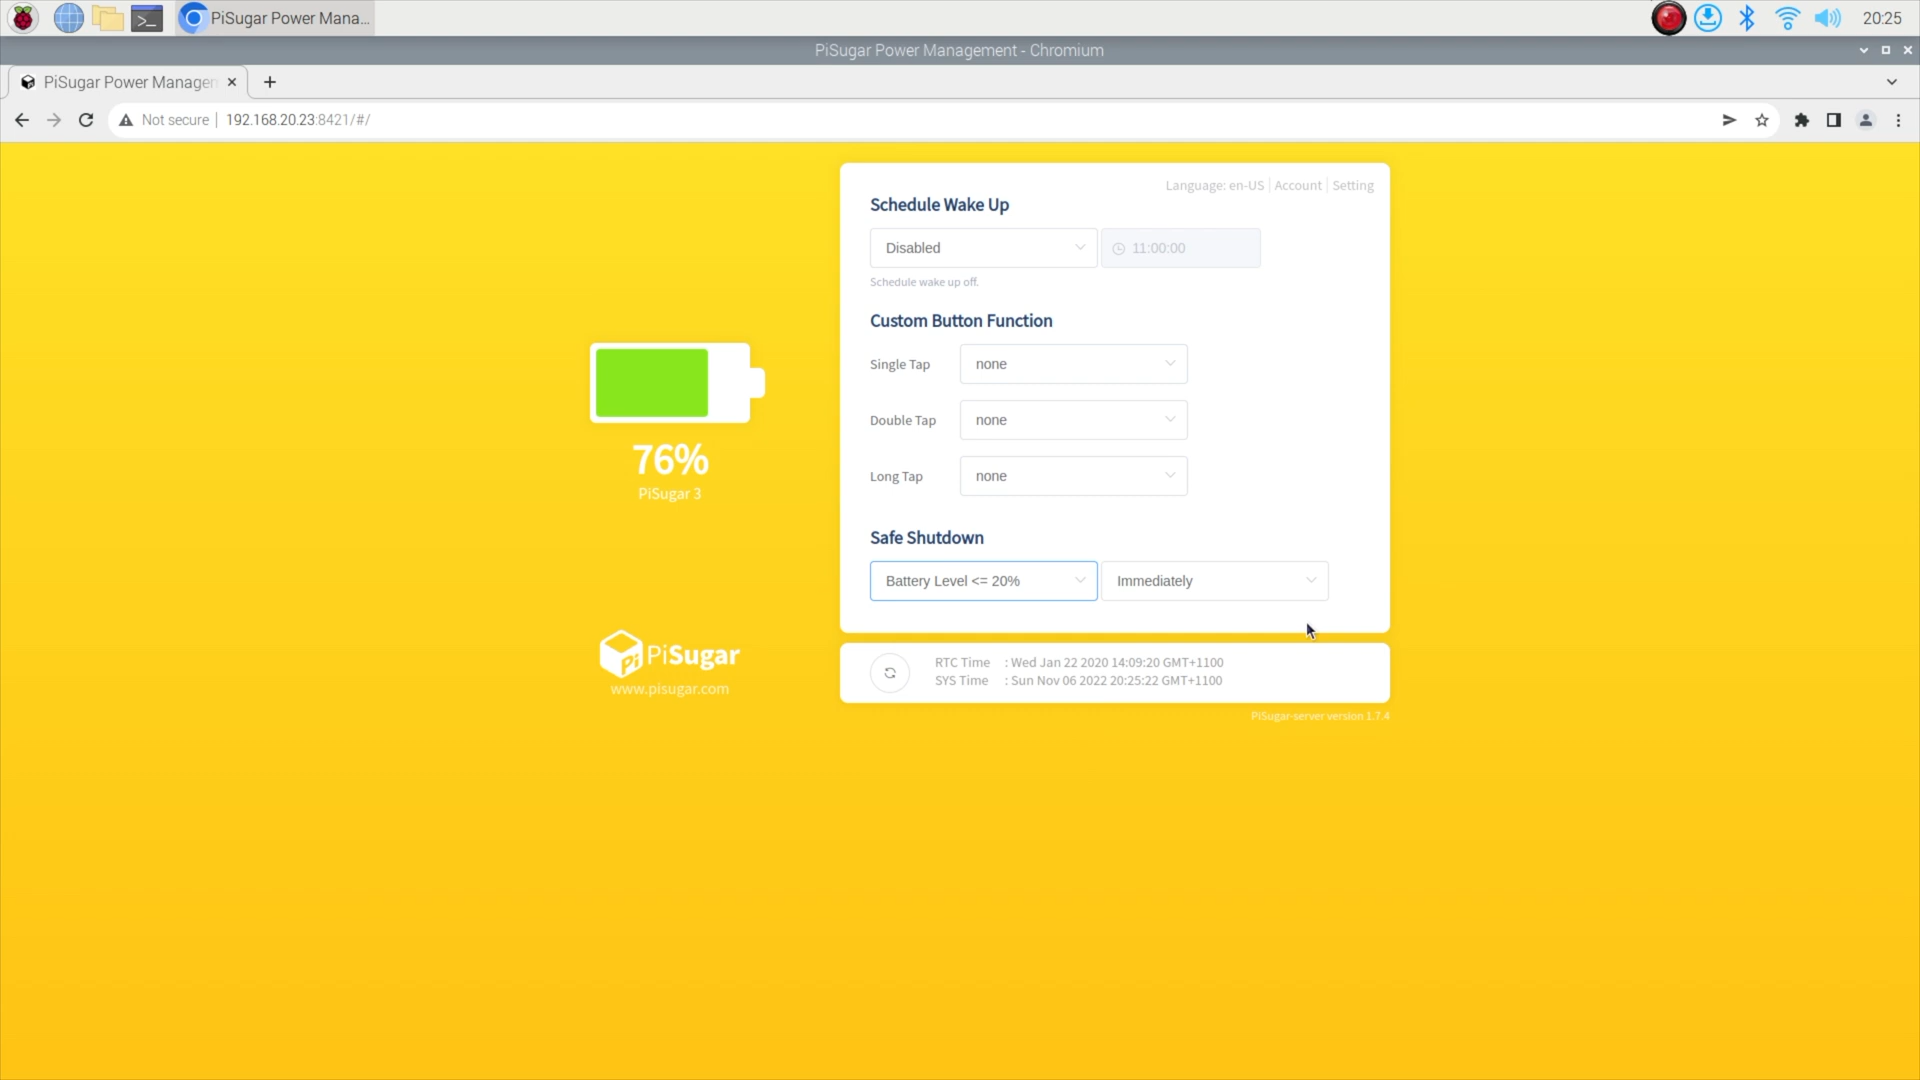 PiSugar Power Mana...
20:25
PiSugar Power Management - Chromium
PiSugar Power Manager
Not secure
192.168.20.23:8421/#/
Language: en-US
Account
Setting
Schedule Wake Up
Disabled
11:00:00
Schedule wake up off.
Custom Button Function
Single Tap
none
Double Tap
none
Long Tap
none
Safe Shutdown
Battery Level <= 20%
Immediately
76%
PiSugar 3
Pi
PiSugar
www.pisugar.com
RTC Time : Wed Jan 22 2020 14:09:20 GMT+1100
SYS Time : Sun Nov 06 2022 20:25:22 GMT+1100
PiSugar-server version 1.7.4